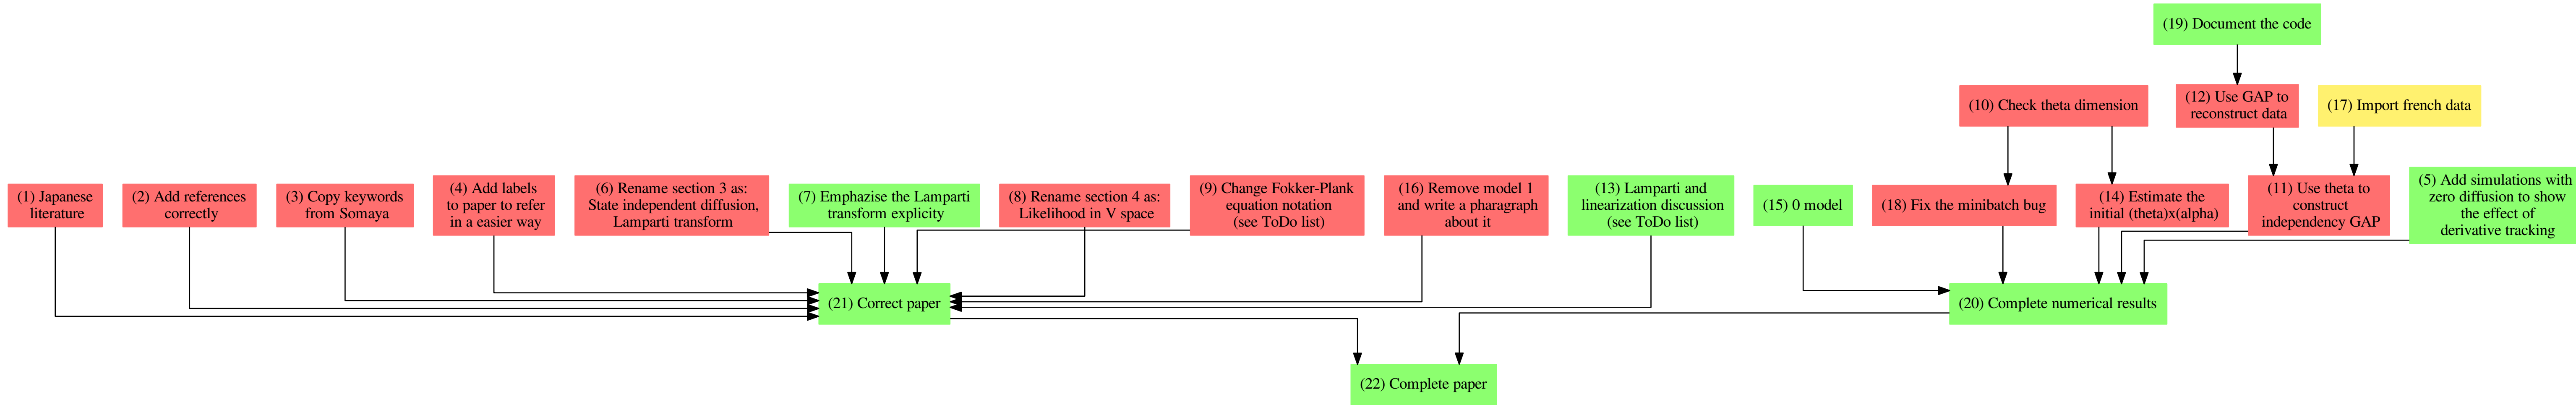 (19) Document the code
(10) Check theta dimension
(12) Use GAP to
reconstruct data
(17) Import french data
(1) Japanese
literature
(2) Add references
correctly
(3) Copy keywords
from Somaya
(4) Add labels
to paper to refer
in a easier way
(6) Rename section 3 as:
State independent diffusion,
Lamparti transform
(7) Emphazise the Lamparti
transform explicity
(8) Rename section 4 as:
Likelihood in V space
(9) Change Fokker-Plank
equation notation
(see ToDo list)
(16) Remove model 1
and write a pharagraph
about it
(13) Lamparti and
linearization discussion
(see ToDo list)
(15) 0 model
(18) Fix the minibatch bug
(14) Estimate the
initial (theta)x(alpha)
(11) Use theta to
construct
independency GAP
(5) Add simulations with
zero diffusion to show
the effect of
derivative tracking
(21) Correct paper
(20) Complete numerical results
(22) Complete paper